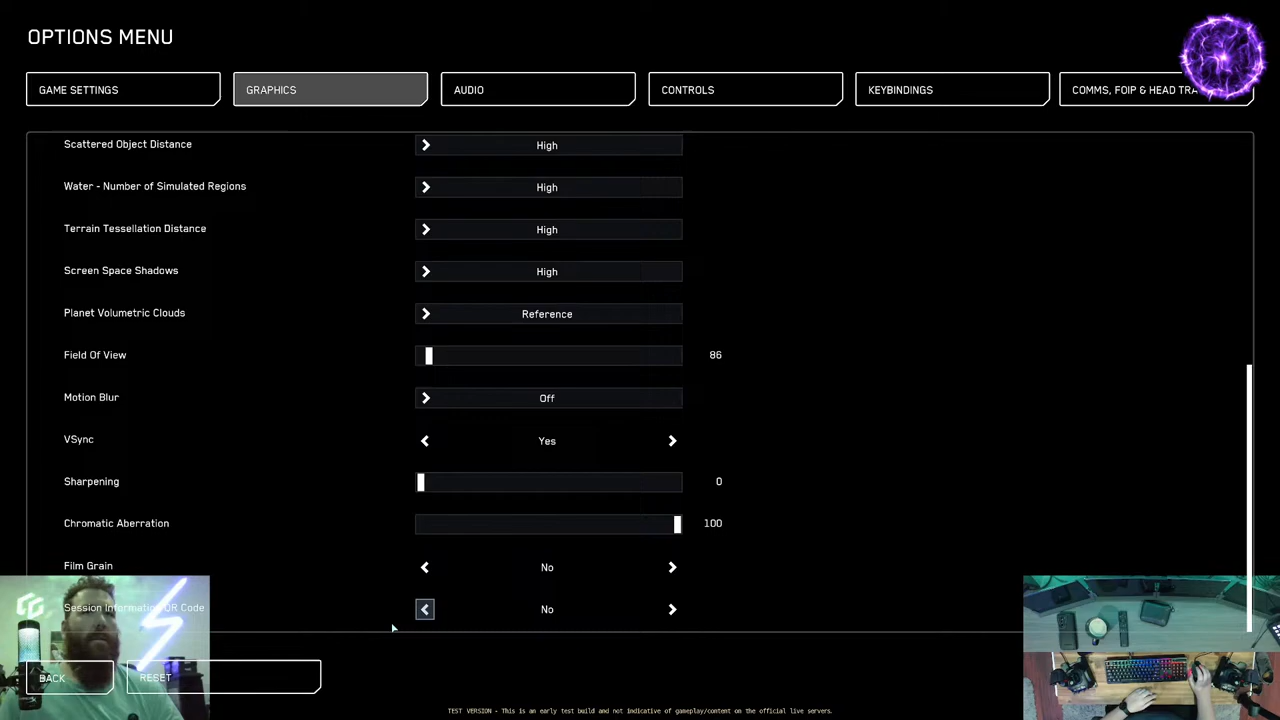 OPTIONS MENU
GAME SETTINGS
GRAPHICS
AUDIO
CONTROLS
KEYBINDINGS
COMMS, FOIP & HEAD TRA
Scattered Object Distance
High
Water - Number of Simulated Regions
High
Terrain Tessellation Distance
High
Screen Space Shadows
High
Planet Volumetric Clouds
Reference
Field Of View
86
Motion Blur
Off
VSync
Yes
Sharpening
0
Chromatic Aberration
100
Film Grain
No
Session Information QR Code
No
BACK
RESET
TEST VERSION - This is an early test build and not indicative of gameplay/content on the official live servers.